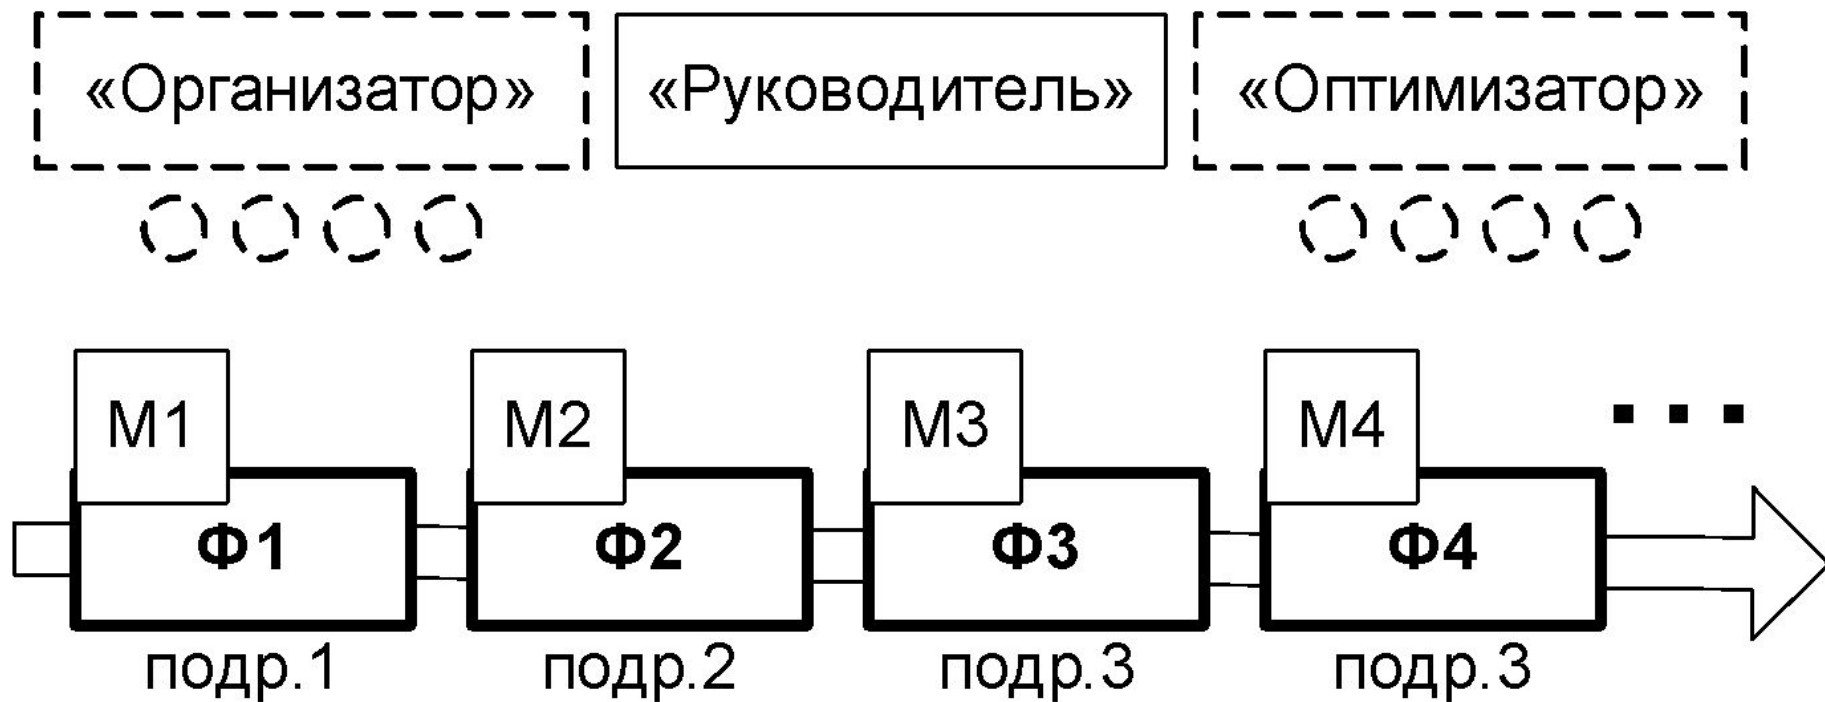 «Организатор» «Руководитель» «Оптимизатор»
М1 М2 М3 М4 ...
Ф1 Ф2 Ф3 Ф4
подр.1 подр.2 подр.3 подр.3